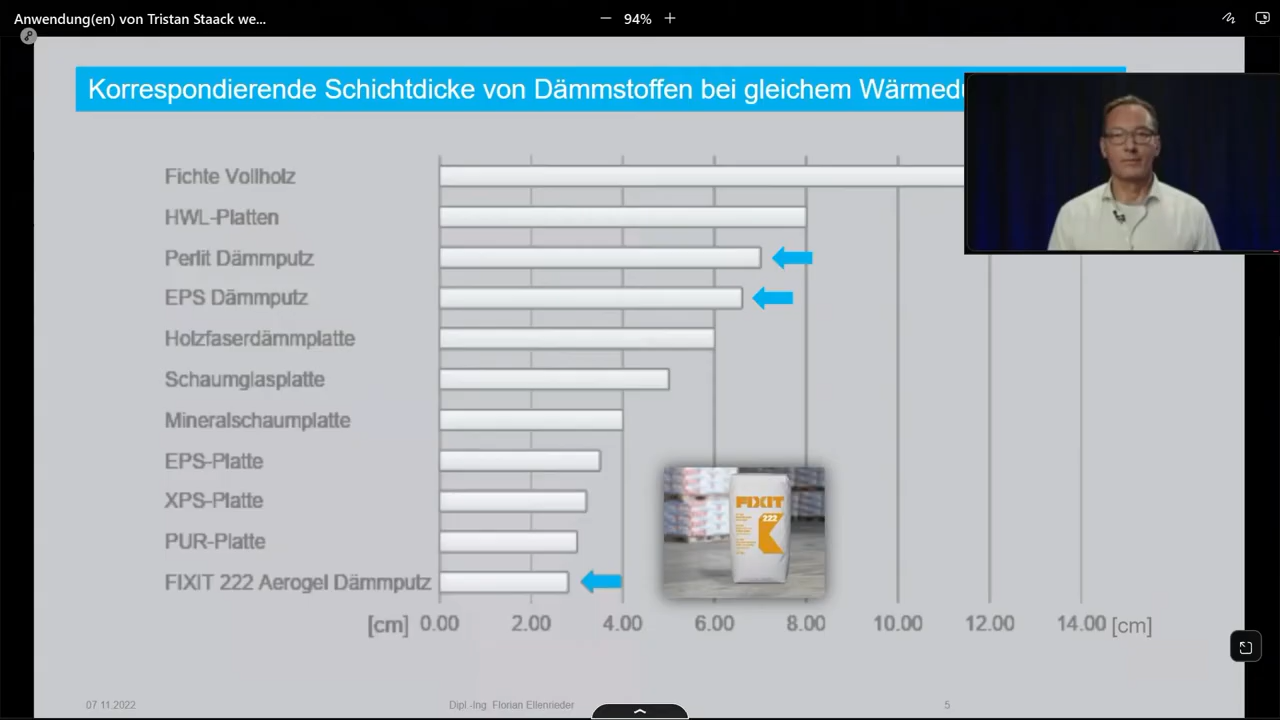 Anwendung(en) von Tristan Staack we...
94%
Korrespondierende Schichtdicke von Dämmstoffen bei gleichem
Fichte Vollholz
HWL-Platten
Perlit Dämmputz
EPS Dämmputz
Holzfaserdämmplatte
Schaumglasplatte
Mineralschaumplatte
EPS-Platte
XPS-Platte
PUR-Platte
FIXIT 222 Aerogel Dämmputz
[cm] 0.00 2.00 4.00 6.00 8.00 10.00 12.00 14.00 [cm]
FIXIT
222
07 11.2022 Dipl -Ing Florian Ellenrieder 5